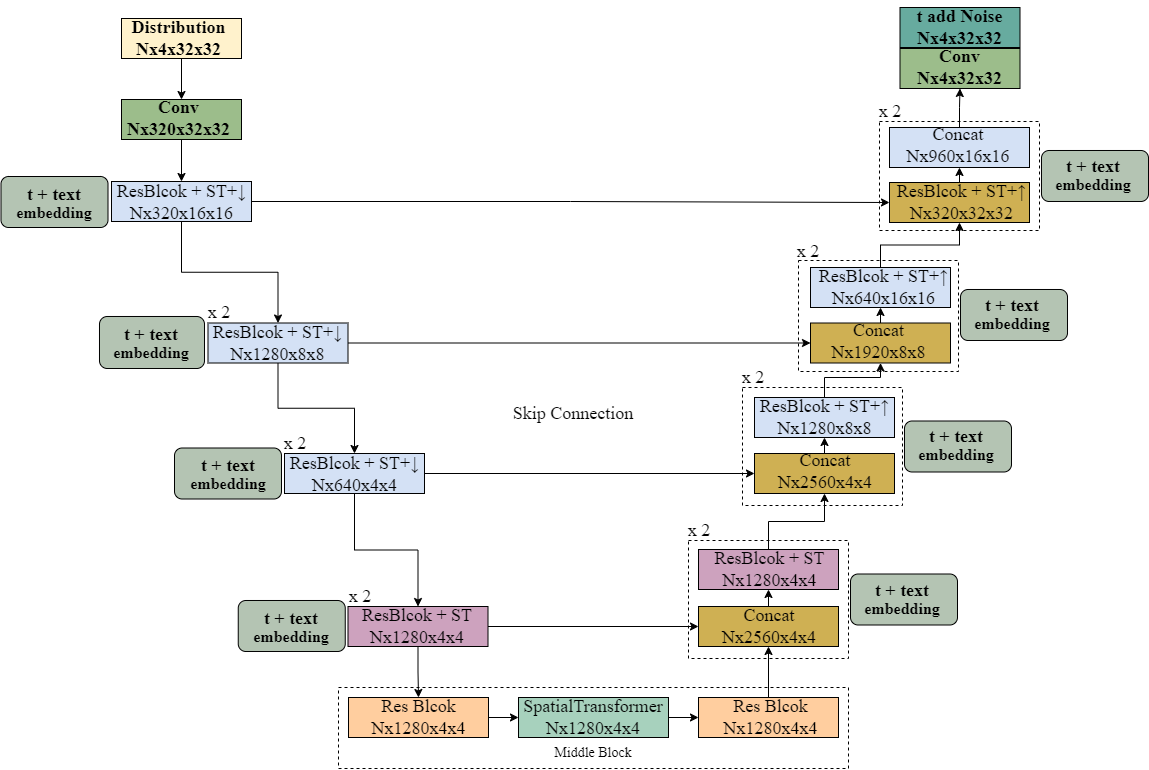 Distribution
Nx4x32x32
Conv
Nx320x32x32
t + text
embedding
ResBlcok + ST+↓
Nx320x16x16
x 2
t + text
embedding
ResBlcok + ST+↓
Nx1280x8x8
x 2
t + text
embedding
ResBlcok + ST+↓
Nx640x4x4
x 2
t + text
embedding
ResBlcok + ST
Nx1280x4x4
Res Blcok
Nx1280x4x4
SpatialTransformer
Nx1280x4x4
Res Blcok
Nx1280x4x4
Middle Block
Skip Connection
x 2
ResBlcok + ST
Nx1280x4x4
Concat
Nx2560x4x4
t + text
embedding
x 2
ResBlcok + ST+↑
Nx1280x8x8
Concat
Nx2560x4x4
t + text
embedding
x 2
ResBlcok + ST+↑
Nx640x16x16
Concat
Nx1920x8x8
t + text
embedding
x 2
Concat
Nx960x16x16
ResBlcok + ST+↑
Nx320x32x32
t + text
embedding
t add Noise
Nx4x32x32
Conv
Nx4x32x32